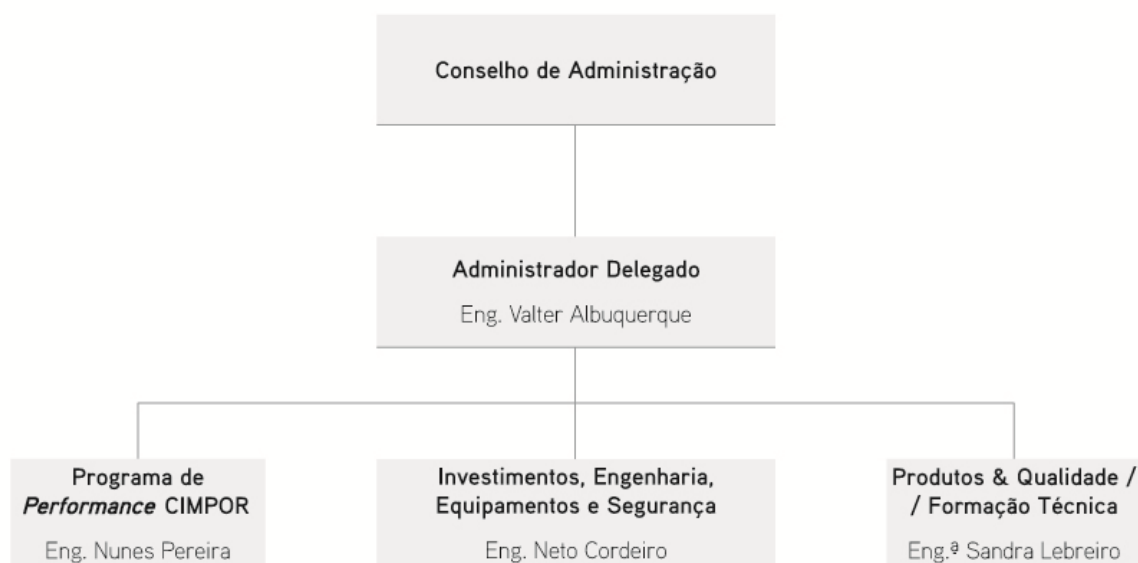 Conselho de Administração
Administrador Delegado
Eng. Valter Albuquerque
Programa de
Performance CIMPOR
Eng. Nunes Pereira
Investimentos, Engenharia,
Equipamentos e Segurança
Eng. Neto Cordeiro
Produtos & Qualidade /
/ Formação Técnica
Eng.ª Sandra Lebreiro